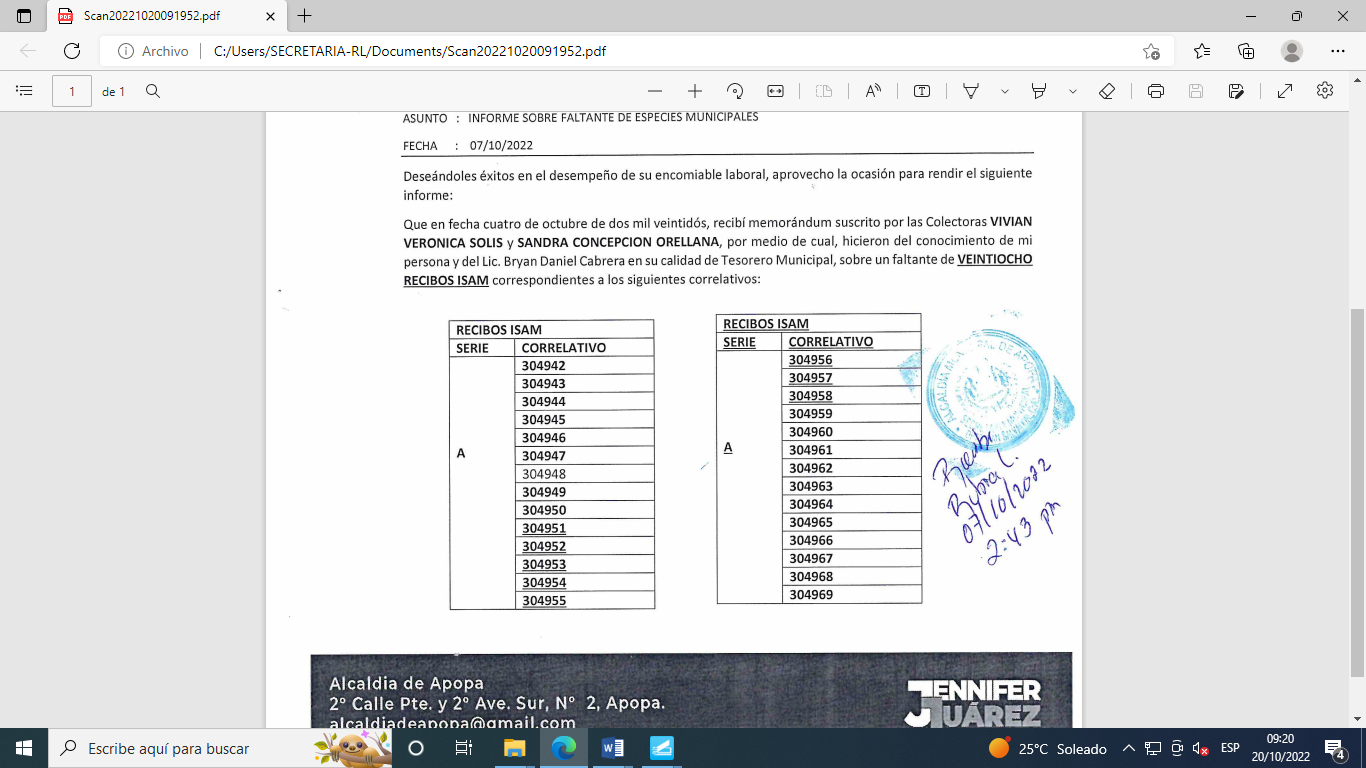 Scan20221020091952.pdf
Archivo
C:/Users/SECRETARIA-RL/Documents/Scan20221020091952.pdf
1 de 1
ASUNTO : INFORME SOBRE FALTANTE DE ESPECIES MUNICIPALES
FECHA : 07/10/2022
Deseándoles éxitos en el desempeño de su encomiable laboral, aprovecho la ocasión para rendir el siguiente
informe:
Que en fecha cuatro de octubre de dos mil veintidós, recibí memorándum suscrito por las Colectoras VIVIAN
VERONICA SOLIS y SANDRA CONCEPCION ORELLANA, por medio de cual, hicieron del conocimiento de mi
persona y del Lic. Bryan Daniel Cabrera en su calidad de Tesorero Municipal, sobre un faltante de VEINTIOCHO
RECIBOS ISAM correspondientes a los siguientes correlativos:
RECIBOS ISAM
SERIE CORRELATIVO
304942
304943
304944
304945
304946
A
304947
304948
304949
304950
304951
304952
304953
304954
304955
RECIBOS ISAM
SERIE CORRELATIVO
304956
304957
304958
304959
304960
A
304961
304962
304963
304964
304965
304966
304967
304968
304969
07/10/2022
2:43 pm
Alcaldia de Apopa
2º Calle Pte. y 2º Ave. Sur, Nº 2, Apopa.
alcaldiadeapopa@gmail.com
JENNIFER
JUÁREZ
Escribe aquí para buscar
25°C Soleado
ESP
09:20
20/10/2022
4